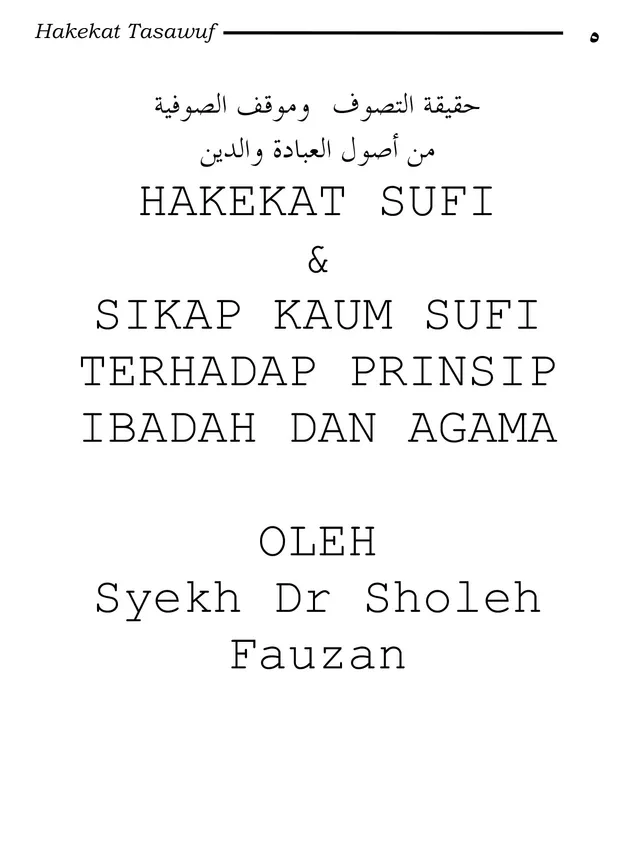 Hakekat Tasawuf ٥
حقيقة التصوف وموقف الصوفية
من أصول العبادة والدين
HAKEKAT SUFI
&
SIKAP KAUM SUFI
TERHADAP PRINSIP
IBADAH DAN AGAMA
OLEH
Syekh Dr Sholeh
Fauzan